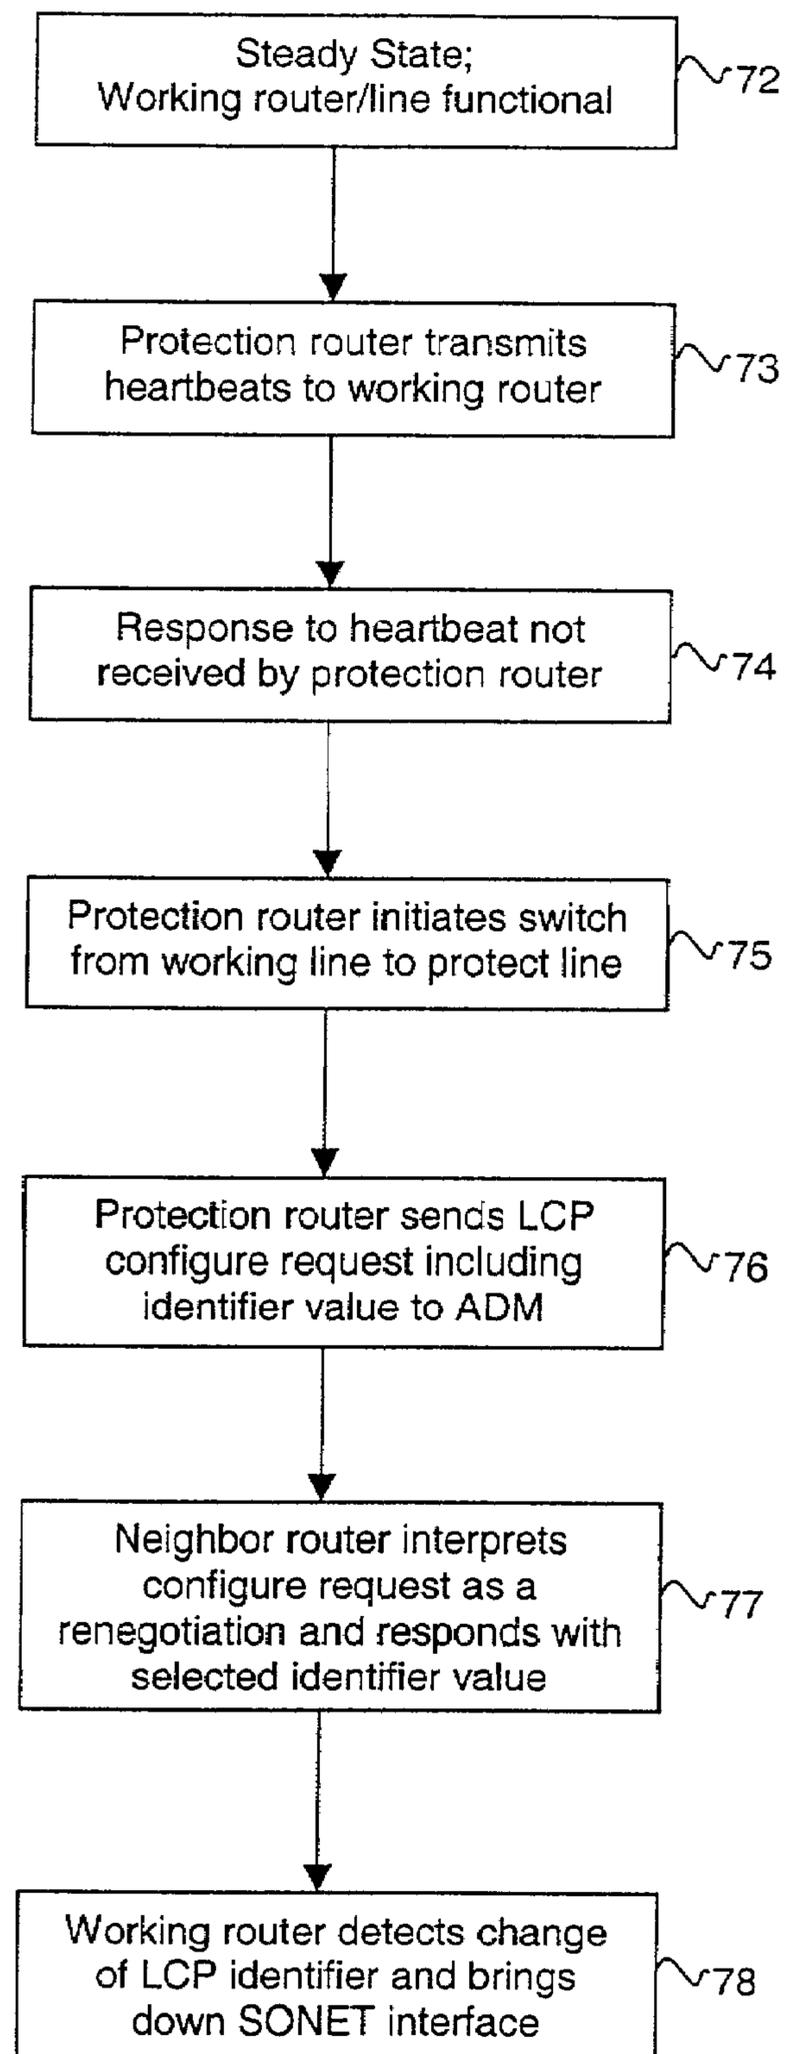 Steady State;
Working router/line functional
72
Protection router transmits
heartbeats to working router
73
Response to heartbeat not
received by protection router
74
Protection router initiates switch
from working line to protect line
75
Protection router sends LCP
configure request including
identifier value to ADM
76
Neighbor router interprets
configure request as a
renegotiation and responds with
selected identifier value
77
Working router detects change
of LCP identifier and brings
down SONET interface
78